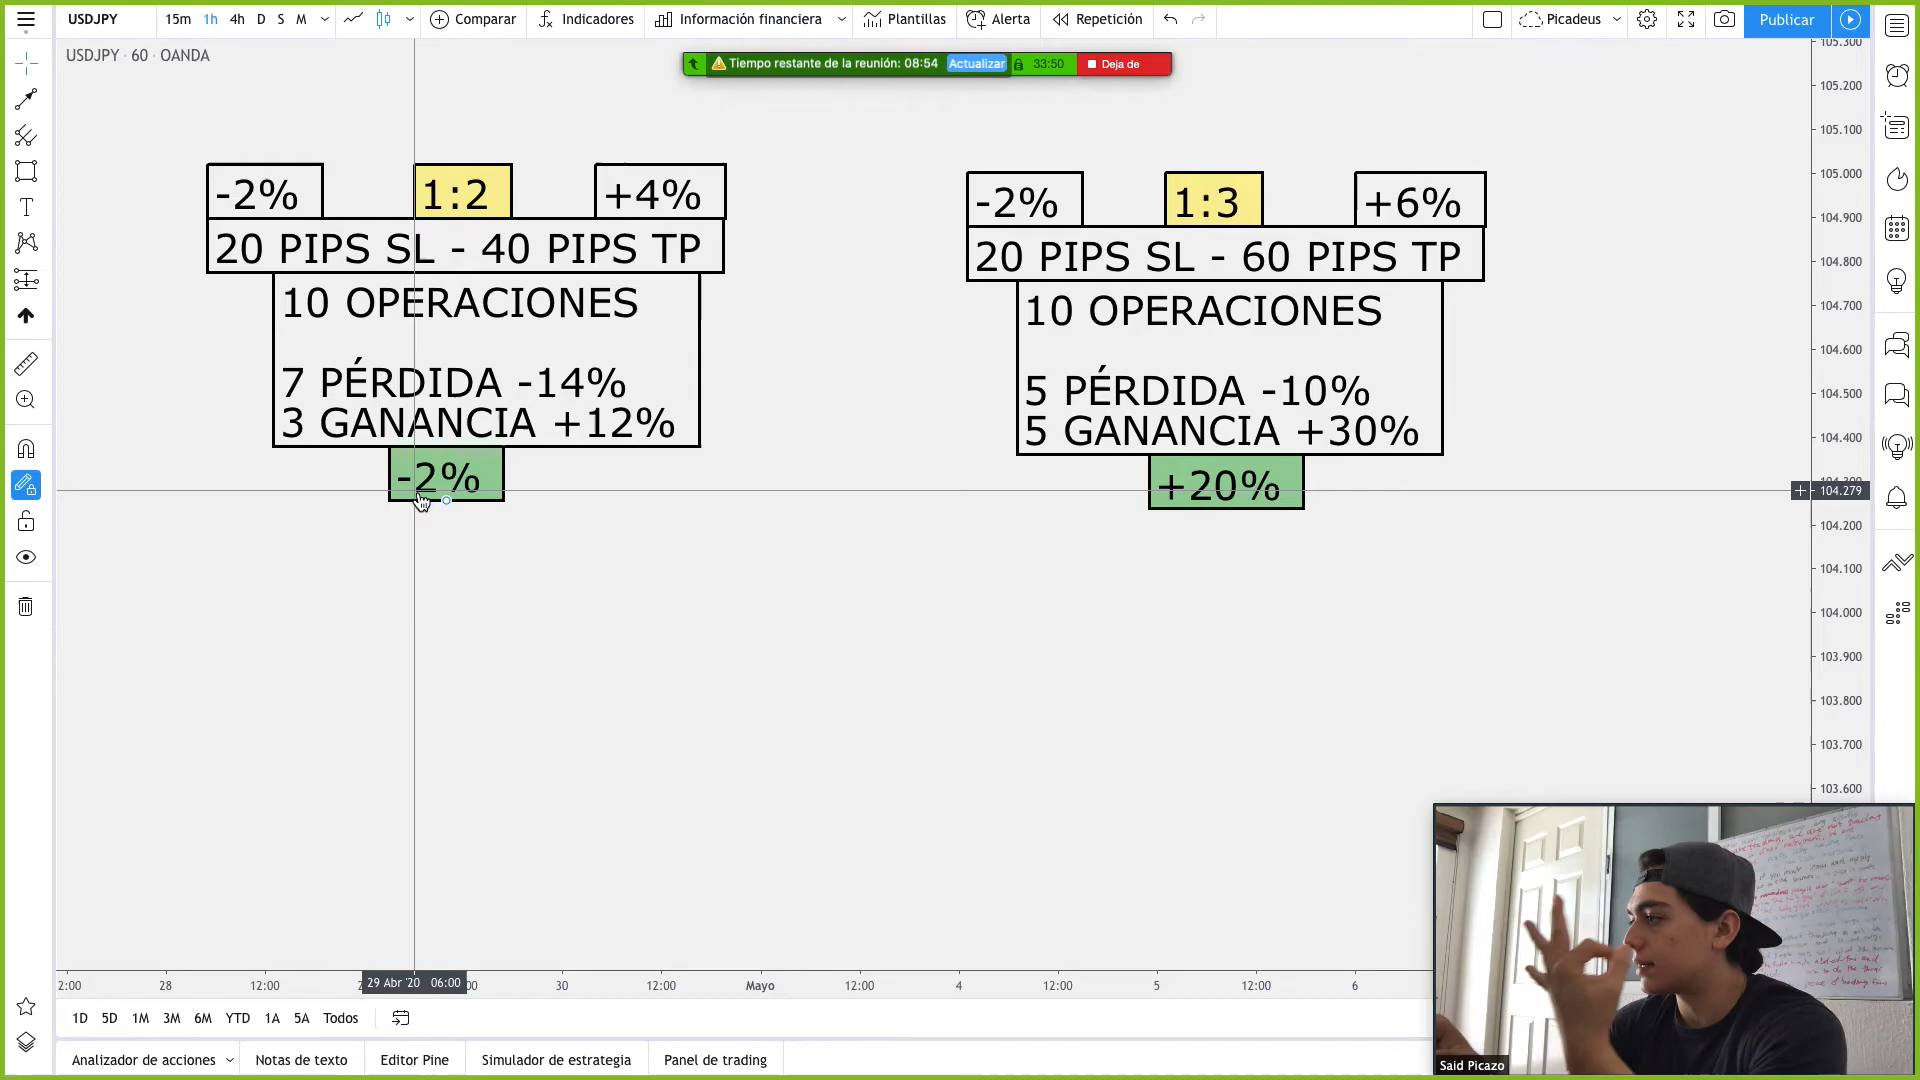 USDJPY 15m 1h 4h D S M Comparar Indicadores Información financiera Plantillas Alerta Repetición Picadeus Publicar
USDJPY · 60 · OANDA
Tiempo restante de la reunión: 08:54 Actualizar 33:50 Deja de
-2% 1:2 +4%
20 PIPS SL - 40 PIPS TP
10 OPERACIONES
7 PÉRDIDA -14%
3 GANANCIA +12%
-2%
-2% 1:3 +6%
20 PIPS SL - 60 PIPS TP
10 OPERACIONES
5 PÉRDIDA -10%
5 GANANCIA +30%
+20%
105.300
105.200
105.100
105.000
104.900
104.800
104.700
104.600
104.500
104.400
104.279
104.200
104.100
104.000
103.900
103.800
103.700
103.600
2:00 28 12:00 29 Abr '20 06:00 :00 30 12:00 Mayo 12:00 4 12:00 5 12:00 6
1D 5D 1M 3M 6M YTD 1A 5A Todos
Analizador de acciones Notas de texto Editor Pine Simulador de estrategia Panel de trading
Said Picazo